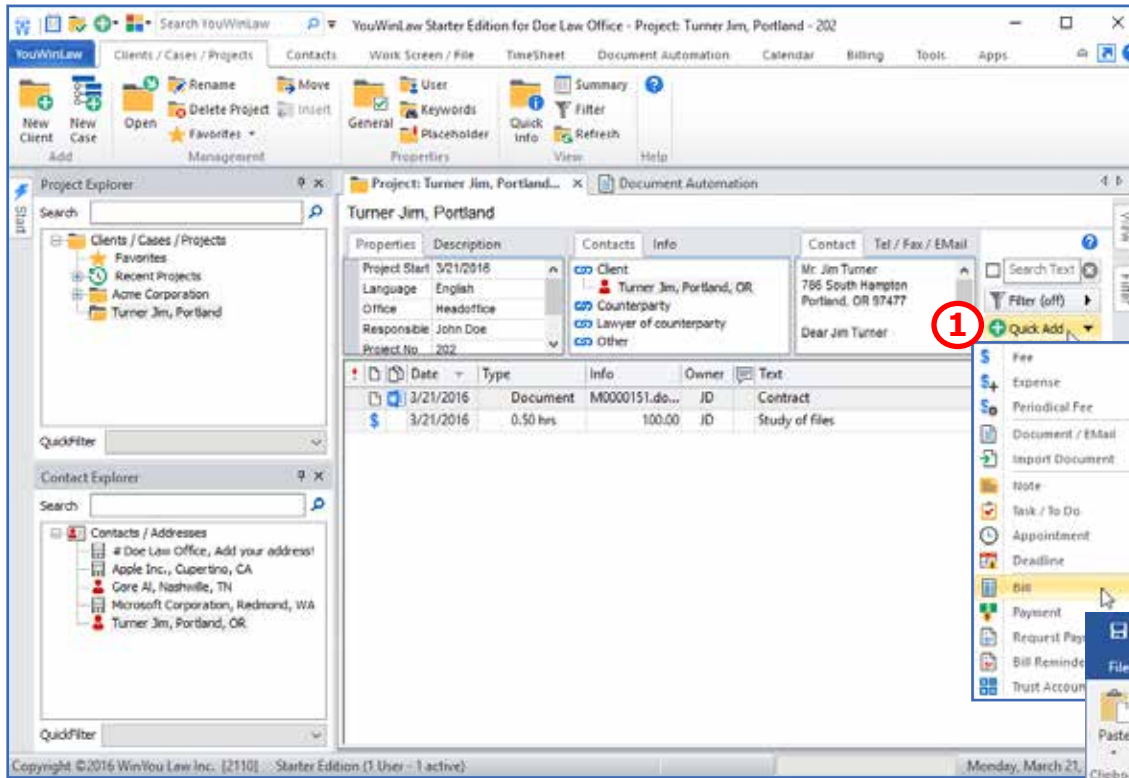 Search YouWinLaw
YouWinLaw Starter Edition for Doe Law Office - Project: Turner Jim, Portland - 202
YouWinLaw Clients / Cases / Projects Contacts Work Screen / File TimeSheet Document Automation Calendar Billing Tools Apps
New Client
New Case
Open
Rename
Delete Project
Favorites
Move
Insert
General
User
Keywords
Placeholder
Quick Info
Summary
Filter
Refresh
Add Management Properties View Help
Start
Project Explorer
Search
Clients / Cases / Projects
Favorites
Recent Projects
Acme Corporation
Turner Jim, Portland
QuickFilter
Contact Explorer
Search
Contacts / Addresses
# Doe Law Office, Add your address!
Apple Inc., Cupertino, CA
Gore Al, Nashville, TN
Microsoft Corporation, Redmond, WA
Turner Jim, Portland, OR
QuickFilter
Project: Turner Jim, Portland... Document Automation
Turner Jim, Portland
Properties Description
Project Start 3/21/2016
Language English
Office Headoffice
Responsible John Doe
Project No 202
Contacts Info
Client
Turner Jim, Portland, OR
Counterparty
Lawyer of counterparty
Other
Contact Tel / Fax / EMail
Mr. Jim Turner
786 South Hampton
Portland, OR 97477
Dear Jim Turner
Search Text
Filter (off)
1
Quick Add
View
Date Type Info Owner Text
3/21/2016 Document M0000151.do... JD Contract
3/21/2016 0.50 hrs 100.00 JD Study of files
Fee
Expense
Periodical Fee
Document / EMail
Import Document
Note
Task / To Do
Appointment
Deadline
Bill
Payment
Request Pay
Bill Reminde
Trust Accoun
File
Paste
Copyright ©2016 WinYou Law Inc. [2110] Starter Edition (1 User - 1 active) Monday, March 21,